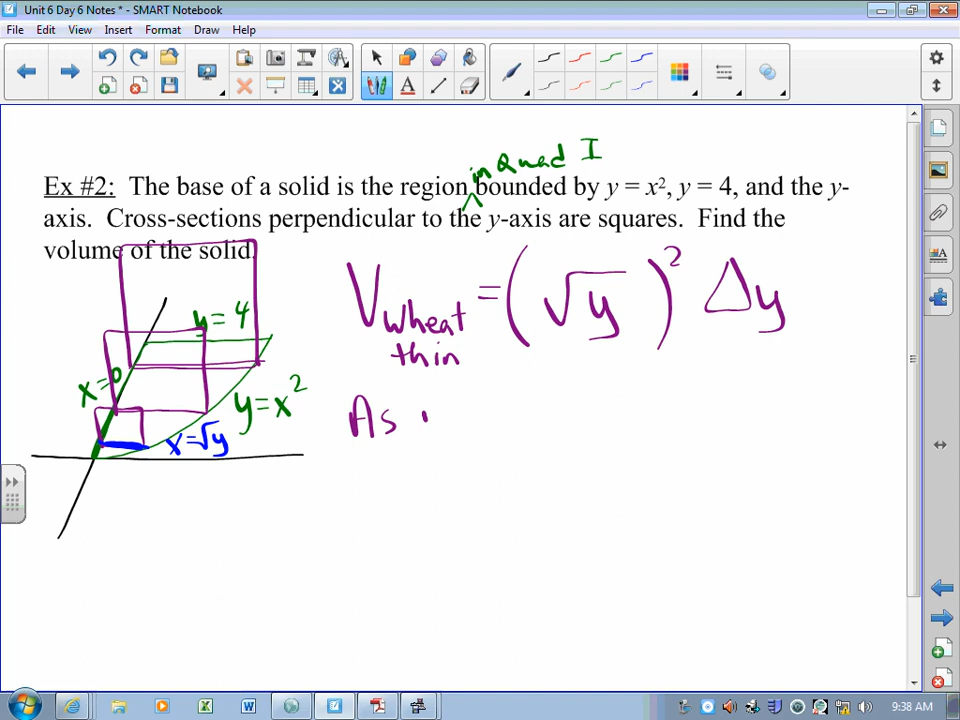 Unit 6 Day 6 Notes * - SMART Notebook
File Edit View Insert Format Draw Help
in Quad I
Ex #2: The base of a solid is the region bounded by y = x², y = 4, and the y-
axis. Cross-sections perpendicular to the y-axis are squares. Find the
volume of the solid.
V wheat thin = (√y)² Δy
y=4
x=0
y=x²
x=√y
As
9:38 AM